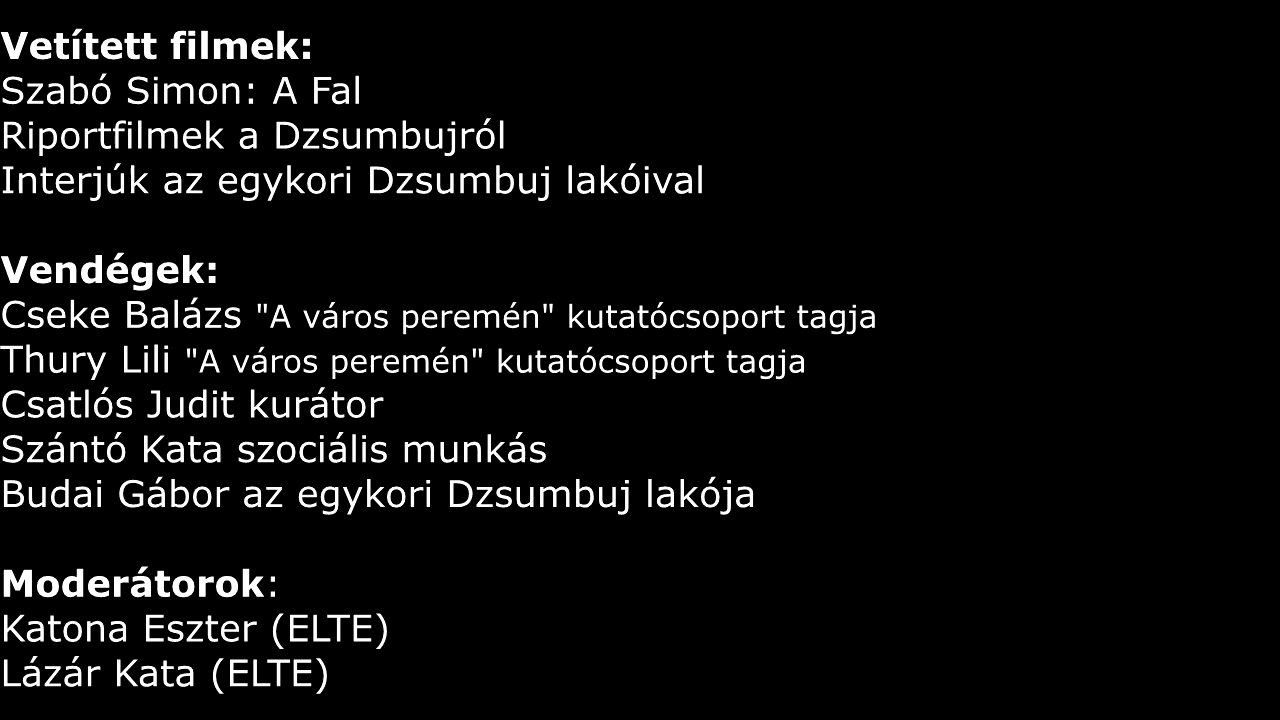 Vetített filmek:
Szabó Simon: A Fal
Riportfilmek a Dzsumbujról
Interjúk az egykori Dzsumbuj lakóival
Vendégek:
Cseke Balázs "A város peremén" kutatócsoport tagja
Thury Lili "A város peremén" kutatócsoport tagja
Csatlós Judit kurátor
Szántó Kata szociális munkás
Budai Gábor az egykori Dzsumbuj lakója
Moderátorok:
Katona Eszter (ELTE)
Lázár Kata (ELTE)